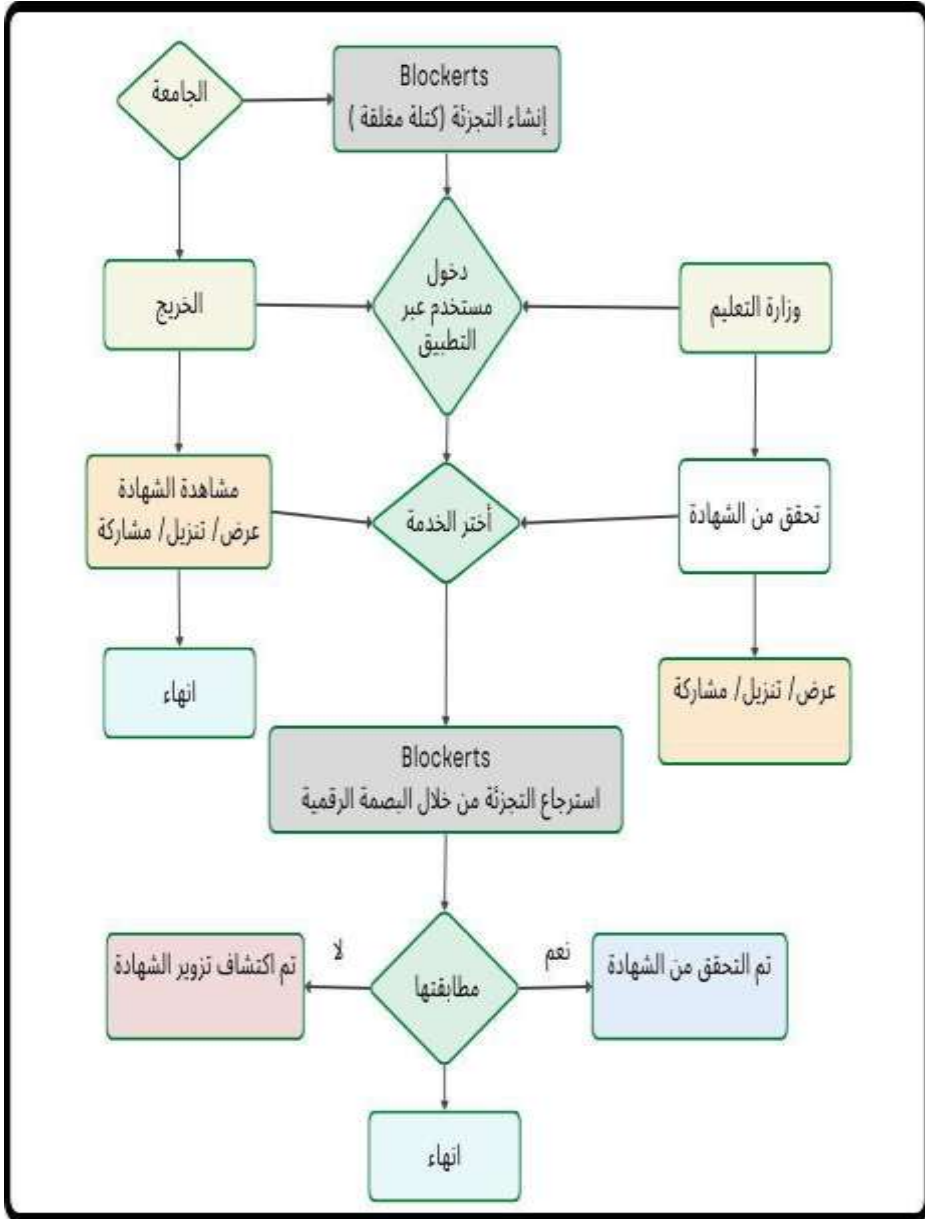 الجامعة
Blockerts
إنشاء التجزئة (كتلة مغلقة )
الخريج
دخول
مستخدم عبر
التطبيق
وزارة التعليم
مشاهدة الشهادة
عرض/ تنزيل/ مشاركة
أختر الخدمة
تحقق من الشهادة
انهاء
عرض/ تنزيل/ مشاركة
Blockerts
استرجاع التجزئة من خلال البصمة الرقمية
نعم
لا
تم التحقق من الشهادة
مطابقتها
تم اكتشاف تزوير الشهادة
انهاء